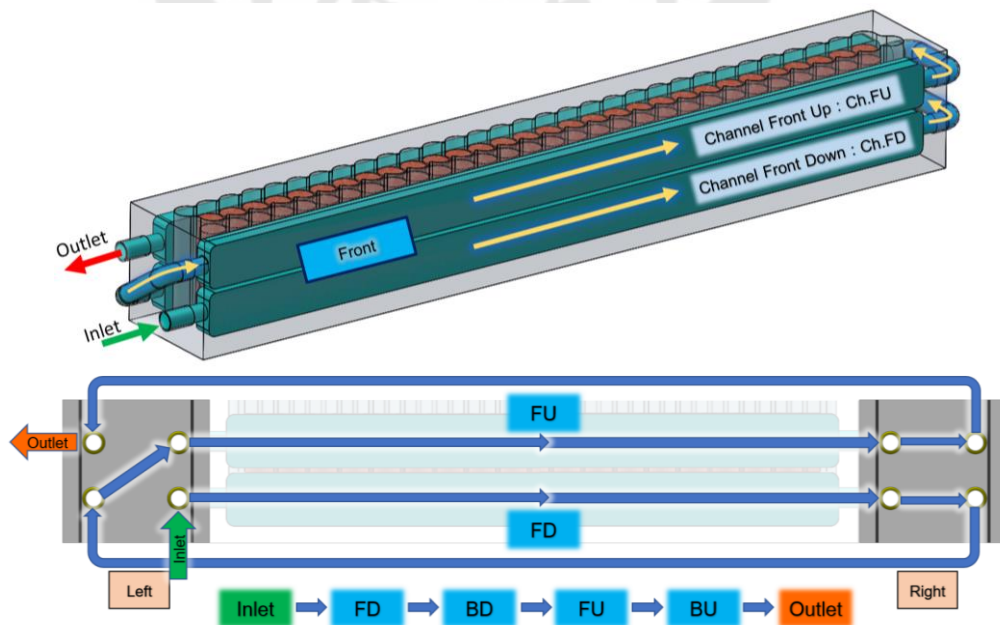 Channel Front Up : Ch.FU
Channel Front Down : Ch.FD
Front
Outlet
Inlet
FU
Outlet
FD
Inlet
Left
Right
Inlet
FD
BD
FU
BU
Outlet